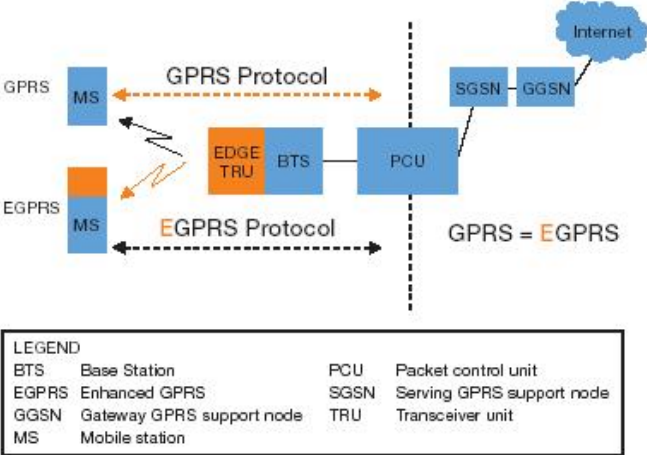 Internet
GPRS
MS
GPRS Protocol
SGSN
GGSN
EDGE
TRU
BTS
PCU
EGPRS
MS
EGPRS Protocol
GPRS = EGPRS
LEGEND
BTS Base Station PCU Packet control unit
EGPRS Enhanced GPRS SGSN Serving GPRS support node
GGSN Gateway GPRS support node TRU Transceiver unit
MS Mobile station